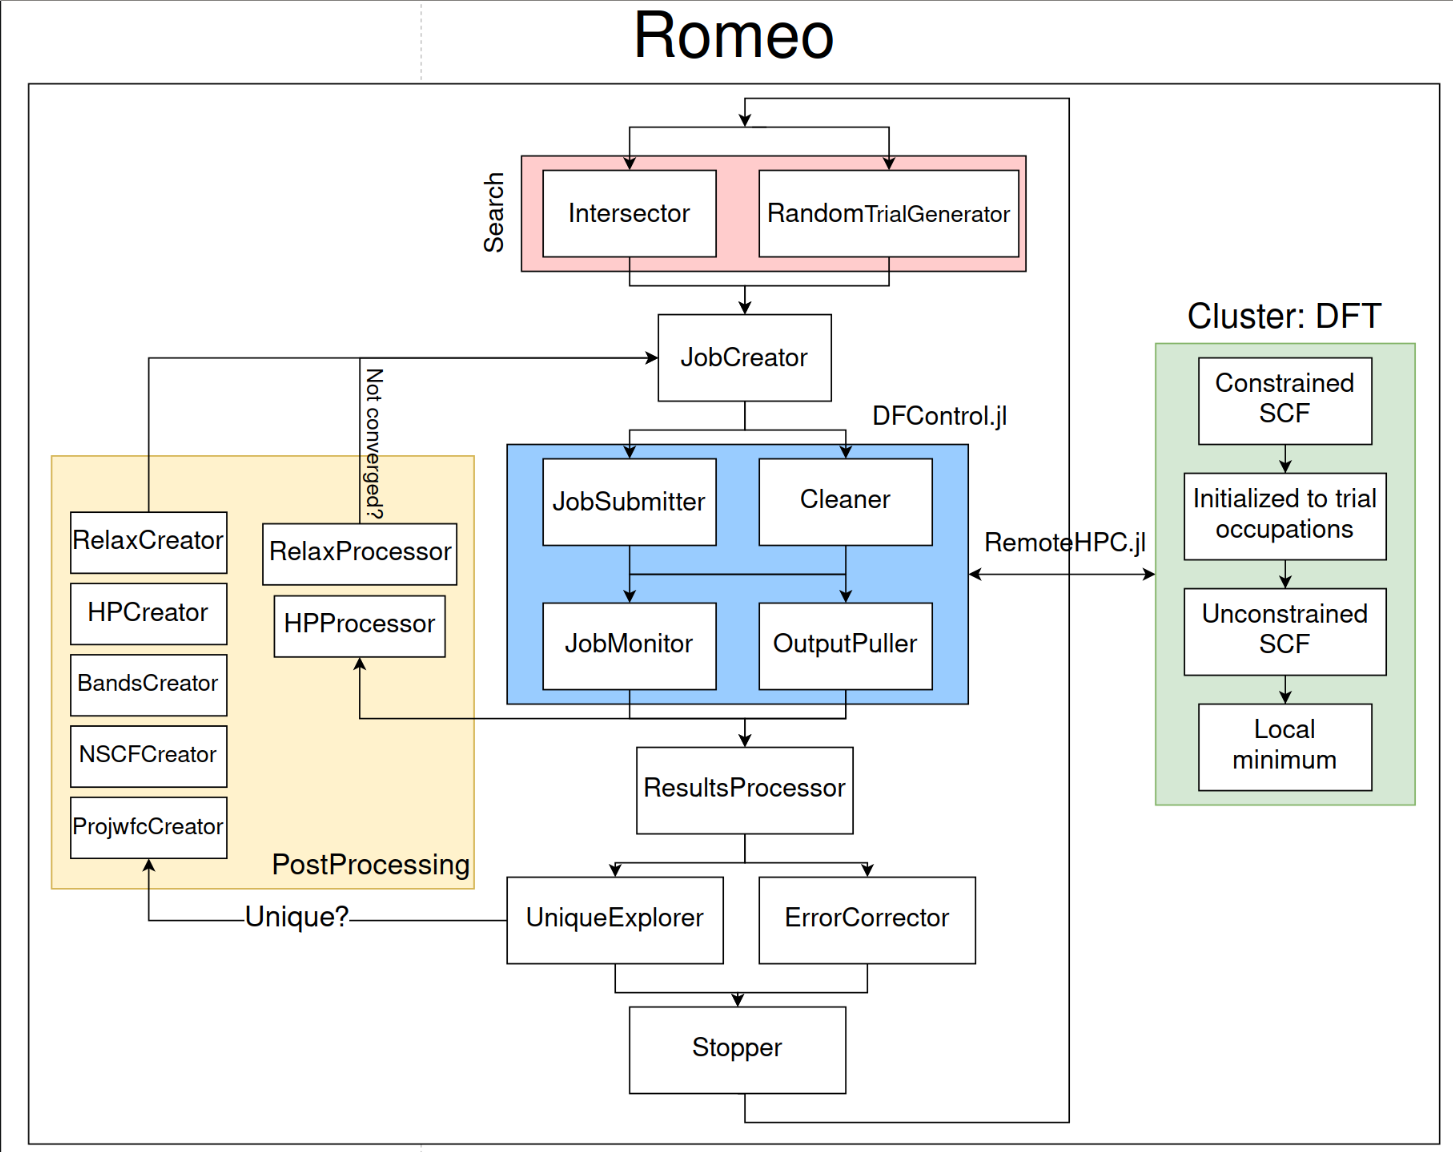 Romeo
Search
Intersector
RandomTrialGenerator
Cluster: DFT
JobCreator
Constrained
SCF
Not converged?
DFControl.jl
JobSubmitter
Cleaner
Initialized to trial
occupations
RelaxCreator
RelaxProcessor
RemoteHPC.jl
HPCreator
HPProcessor
JobMonitor
OutputPuller
Unconstrained
SCF
BandsCreator
NSCFCreator
ResultsProcessor
Local
minimum
ProjwfcCreator
PostProcessing
Unique?
UniqueExplorer
ErrorCorrector
Stopper